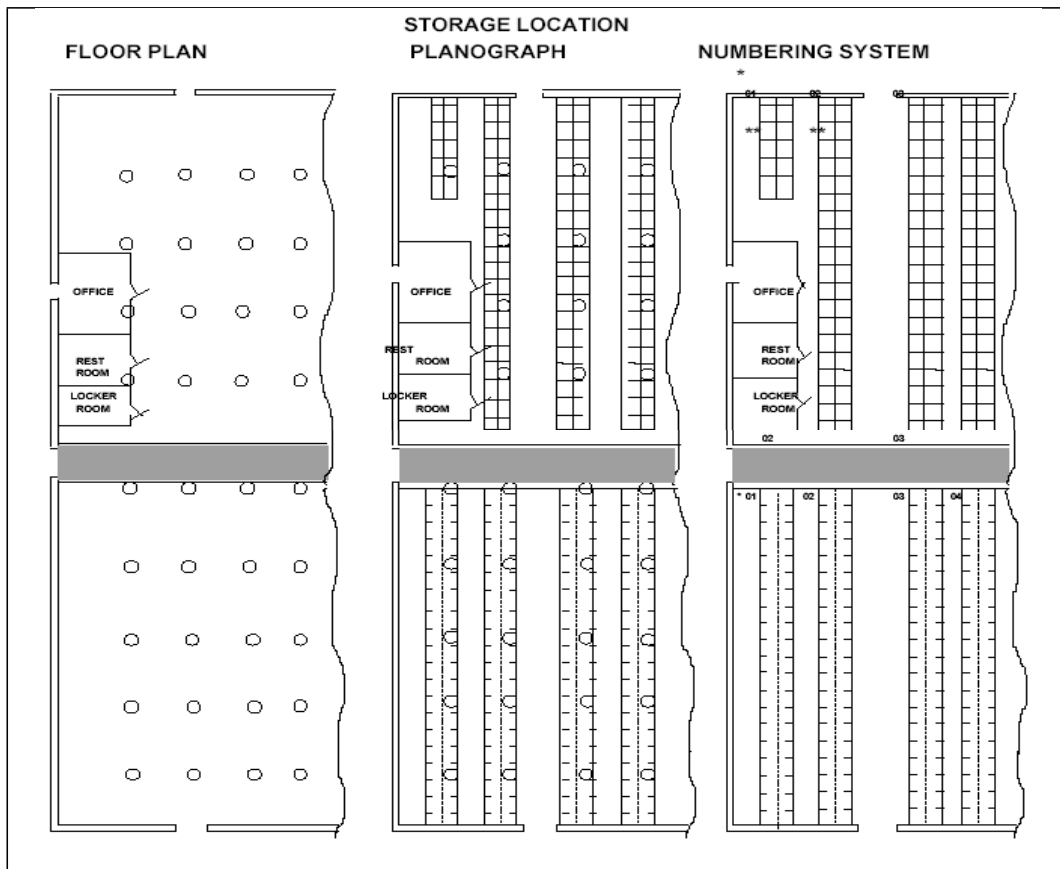 STORAGE LOCATION
FLOOR PLAN
PLANOGRAPH
NUMBERING SYSTEM
OFFICE
REST
ROOM
LOCKER
ROOM
OFFICE
REST
ROOM
LOCKER
ROOM
*
01 02 03
** **
OFFICE
REST
ROOM
LOCKER
ROOM
02 03
* 01 02 03 04